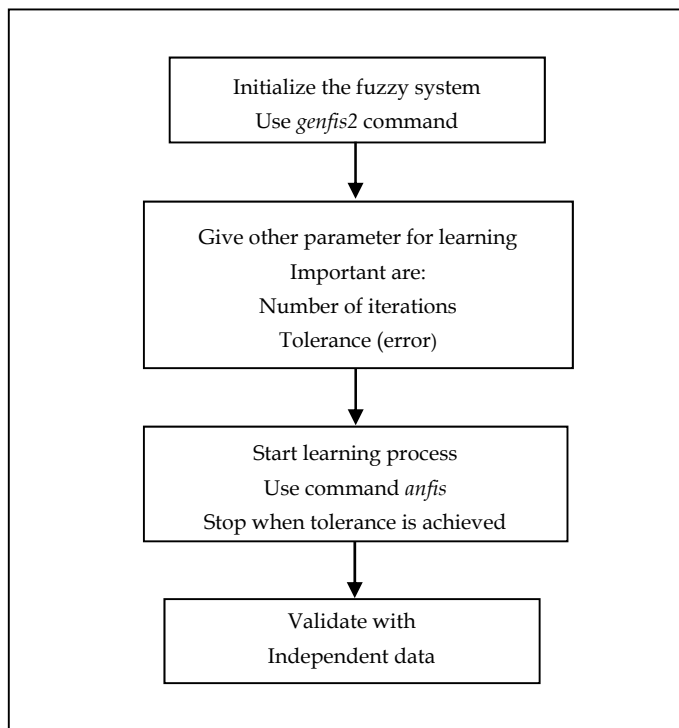 Initialize the fuzzy system
Use genfis2 command
Give other parameter for learning
Important are:
Number of iterations
Tolerance (error)
Start learning process
Use command anfis
Stop when tolerance is achieved
Validate with
Independent data